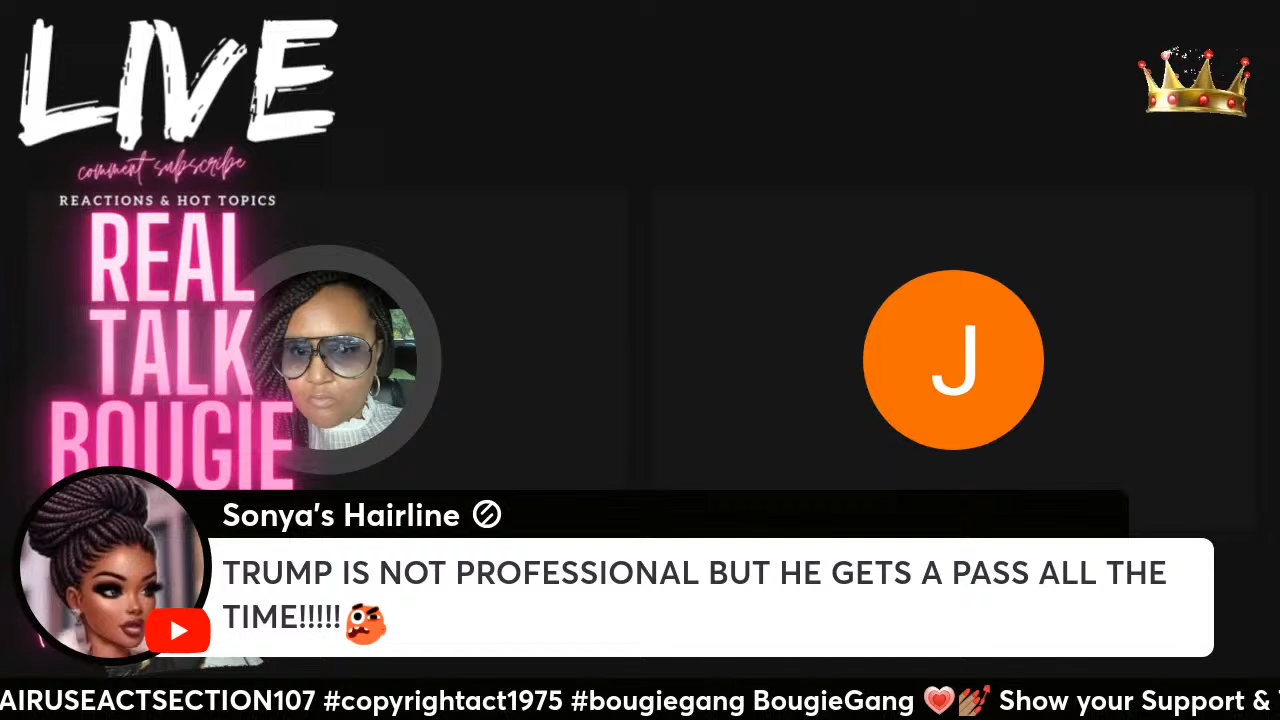 LIVE
comment subscribe
REACTIONS & HOT TOPICS
REAL
TALK
BOUGIE
J
Sonya's Hairline
TRUMP IS NOT PROFESSIONAL BUT HE GETS A PASS ALL THE
TIME!!!!!
AIRUSEACTSECTION107 #copyrightact1975 #bougiegang BougieGang 💗💅🏾 Show your Support &